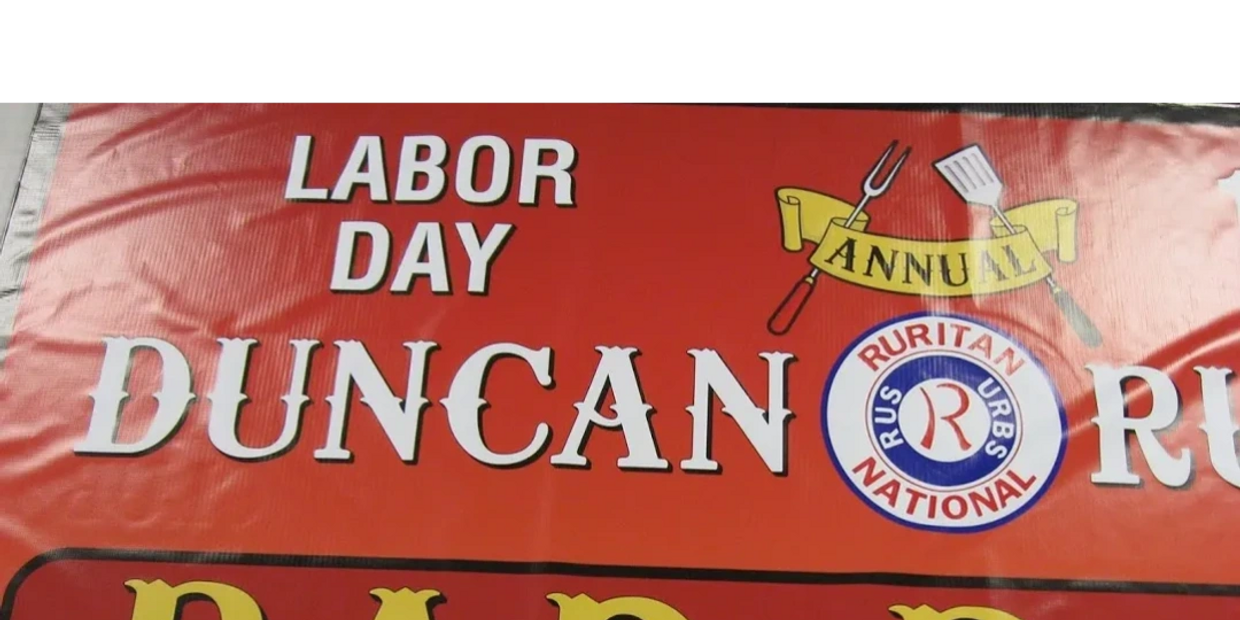 LABOR
DAY
ANNUAL
DUNCAN
RURITAN
RUS URBS
R
NATIONAL